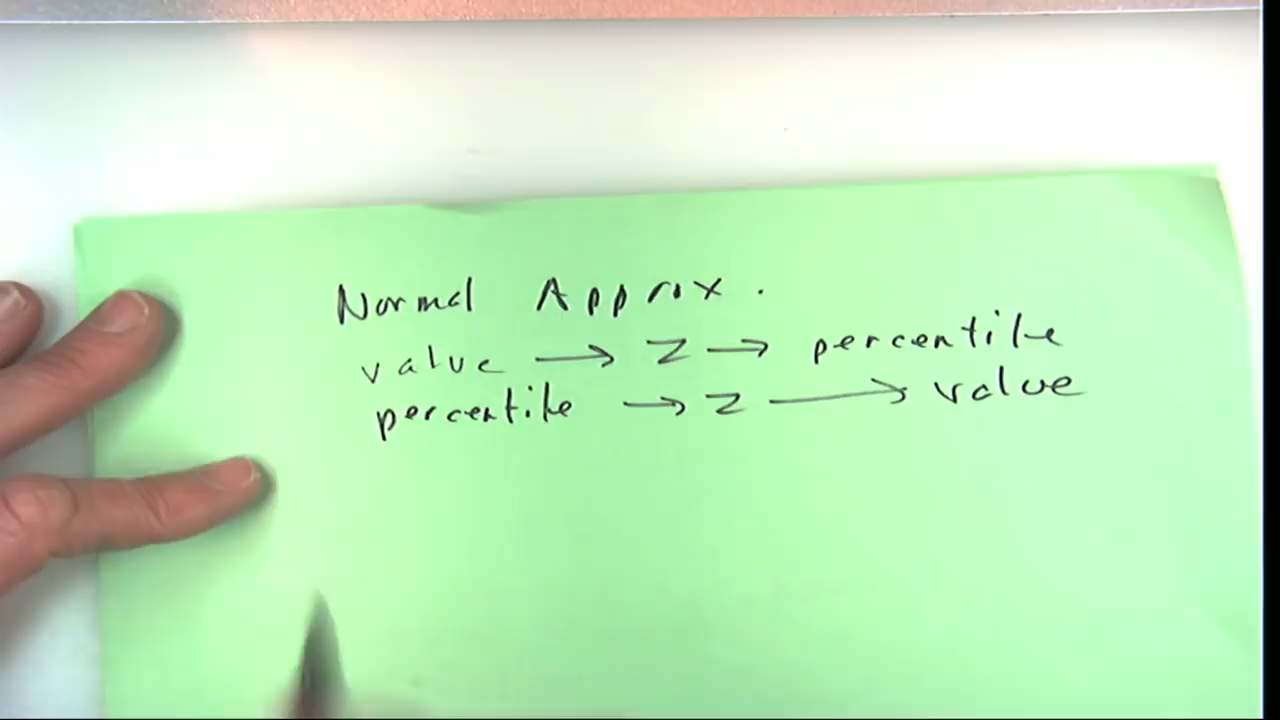 Normal Approx.
value → Z → percentile
percentile → z → value